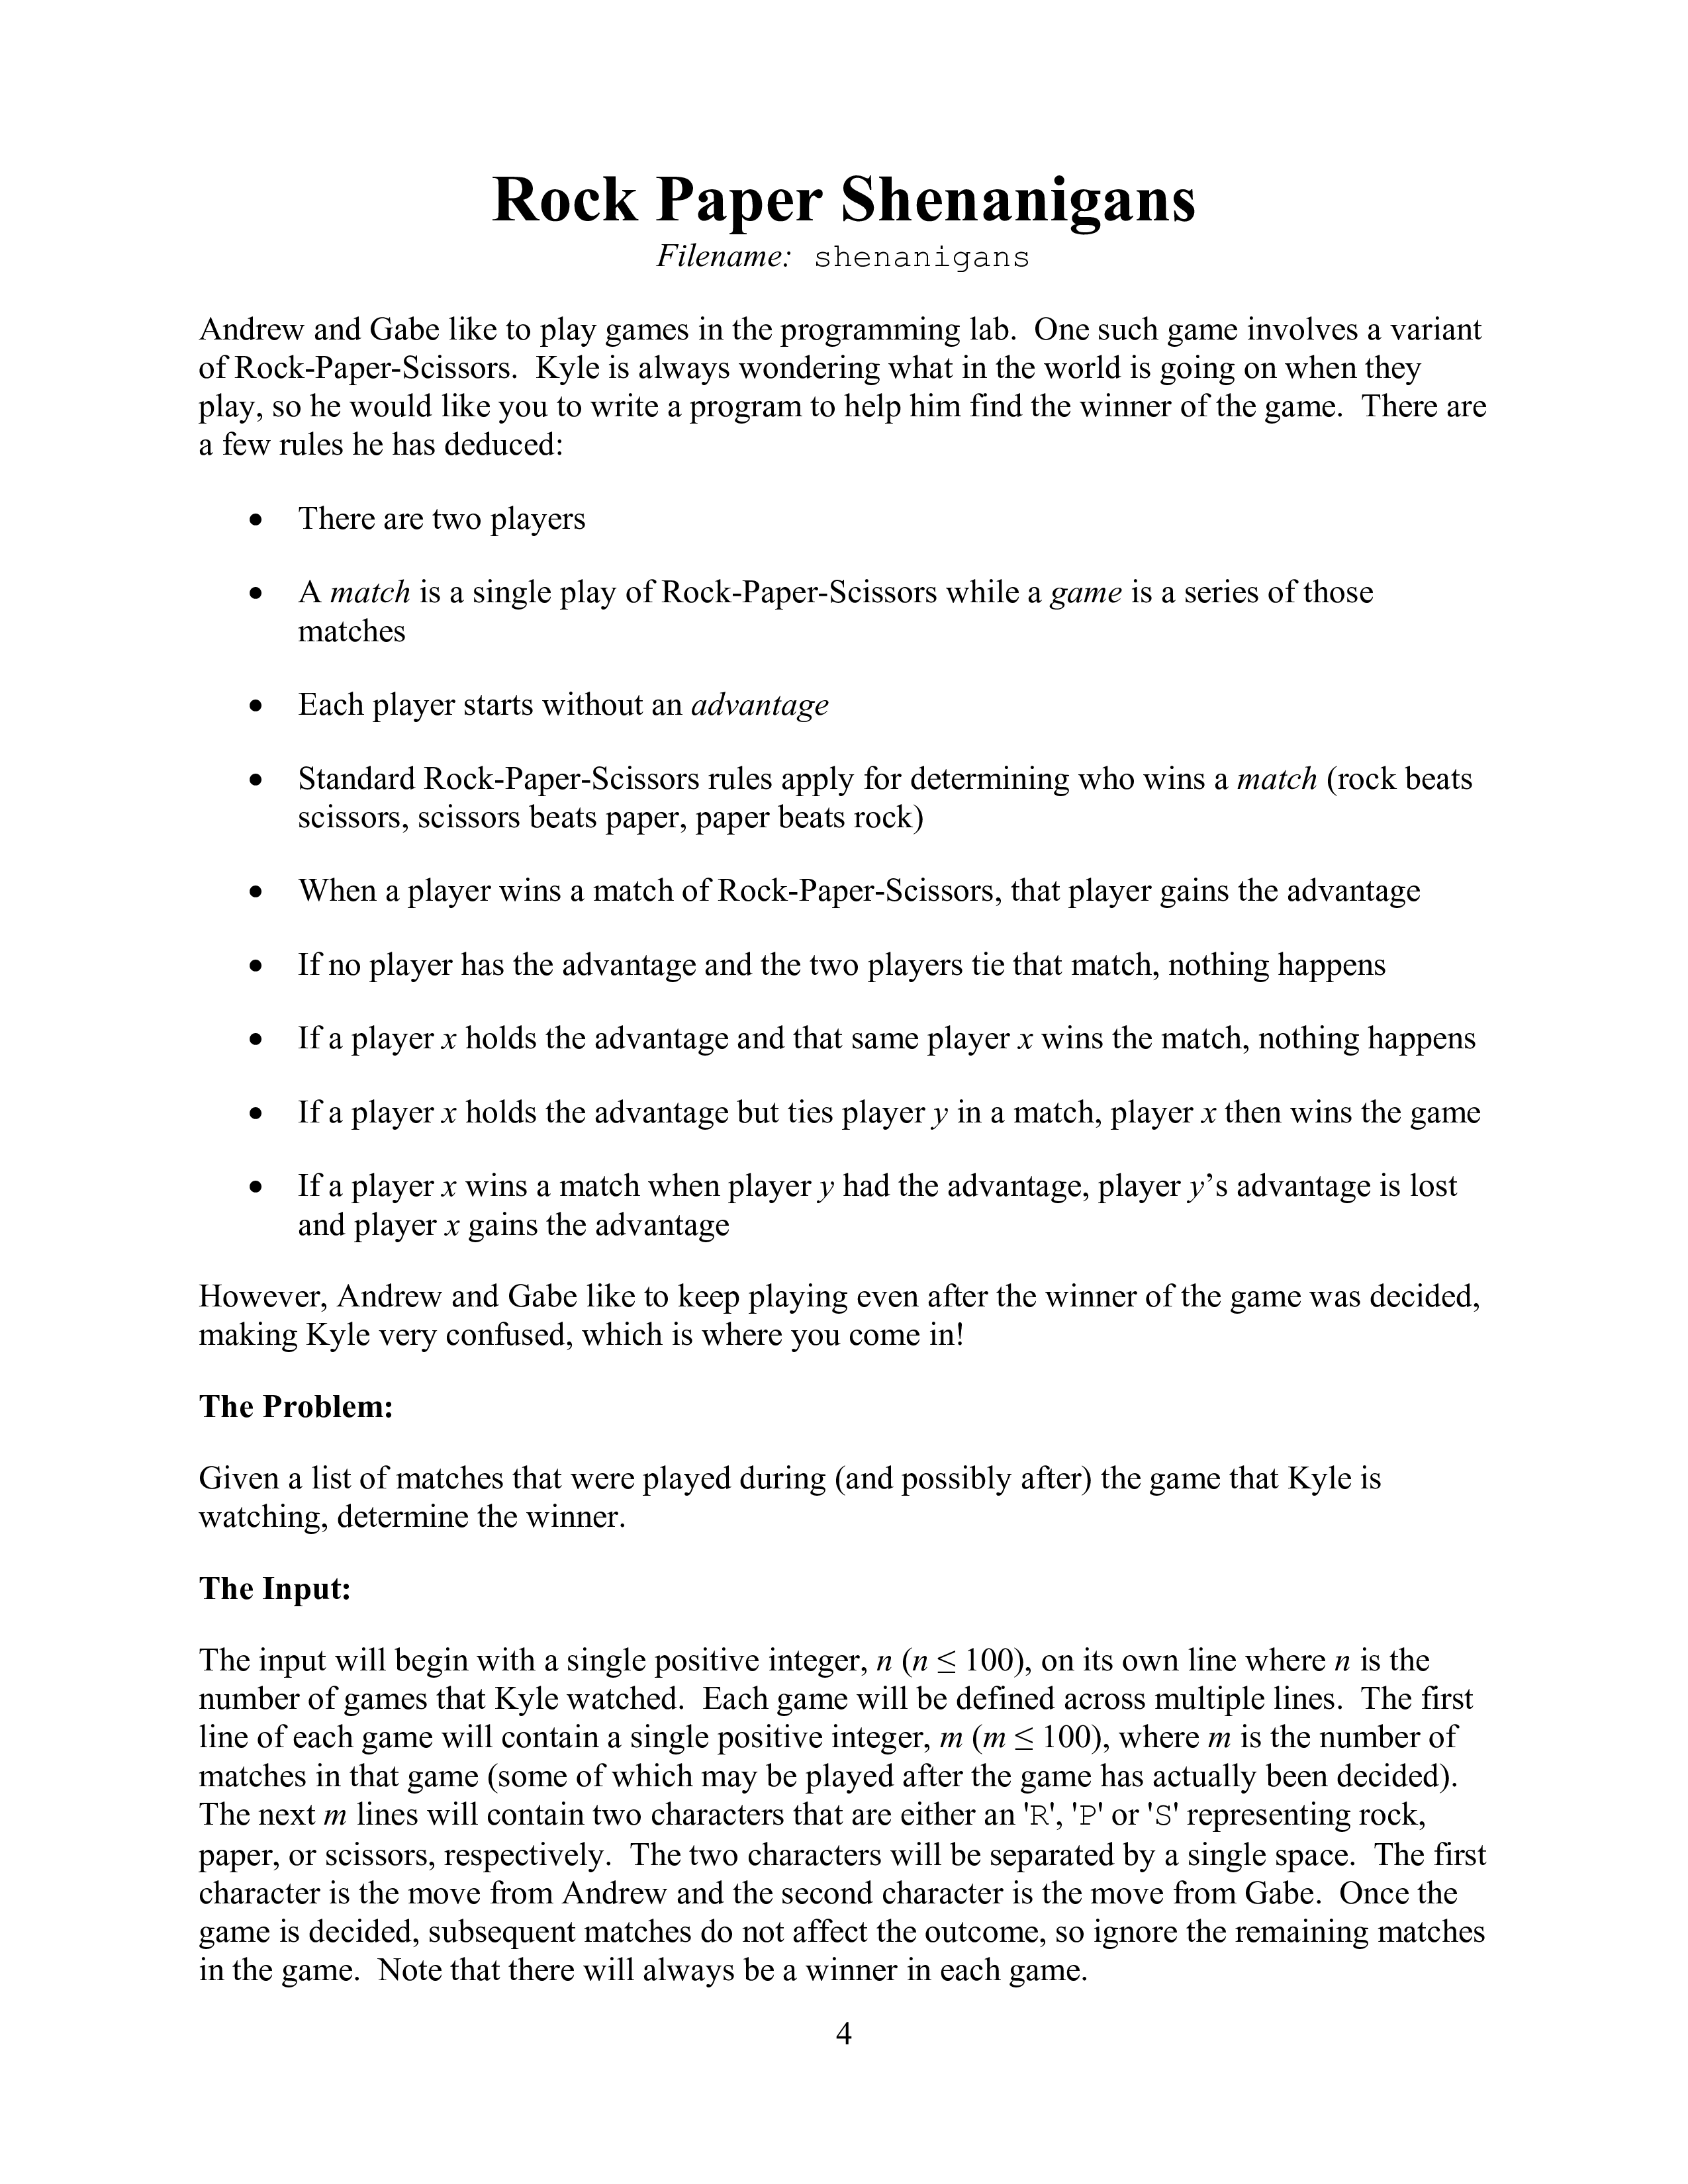 Rock Paper Shenanigans
Filename: shenanigans
Andrew and Gabe like to play games in the programming lab.  One such game involves a variant
of Rock-Paper-Scissors.  Kyle is always wondering what in the world is going on when they
play, so he would like you to write a program to help him find the winner of the game.  There are
a few rules he has deduced:
• There are two players
• A match is a single play of Rock-Paper-Scissors while a game is a series of those
matches
• Each player starts without an advantage
• Standard Rock-Paper-Scissors rules apply for determining who wins a match (rock beats
scissors, scissors beats paper, paper beats rock)
• When a player wins a match of Rock-Paper-Scissors, that player gains the advantage
• If no player has the advantage and the two players tie that match, nothing happens
• If a player x holds the advantage and that same player x wins the match, nothing happens
• If a player x holds the advantage but ties player y in a match, player x then wins the game
• If a player x wins a match when player y had the advantage, player y’s advantage is lost
and player x gains the advantage
However, Andrew and Gabe like to keep playing even after the winner of the game was decided,
making Kyle very confused, which is where you come in!
The Problem:
Given a list of matches that were played during (and possibly after) the game that Kyle is
watching, determine the winner.
The Input:
The input will begin with a single positive integer, n (n ≤ 100), on its own line where n is the
number of games that Kyle watched.  Each game will be defined across multiple lines.  The first
line of each game will contain a single positive integer, m (m ≤ 100), where m is the number of
matches in that game (some of which may be played after the game has actually been decided).
The next m lines will contain two characters that are either an 'R', 'P' or 'S' representing rock,
paper, or scissors, respectively.  The two characters will be separated by a single space.  The first
character is the move from Andrew and the second character is the move from Gabe.  Once the
game is decided, subsequent matches do not affect the outcome, so ignore the remaining matches
in the game.  Note that there will always be a winner in each game.
4